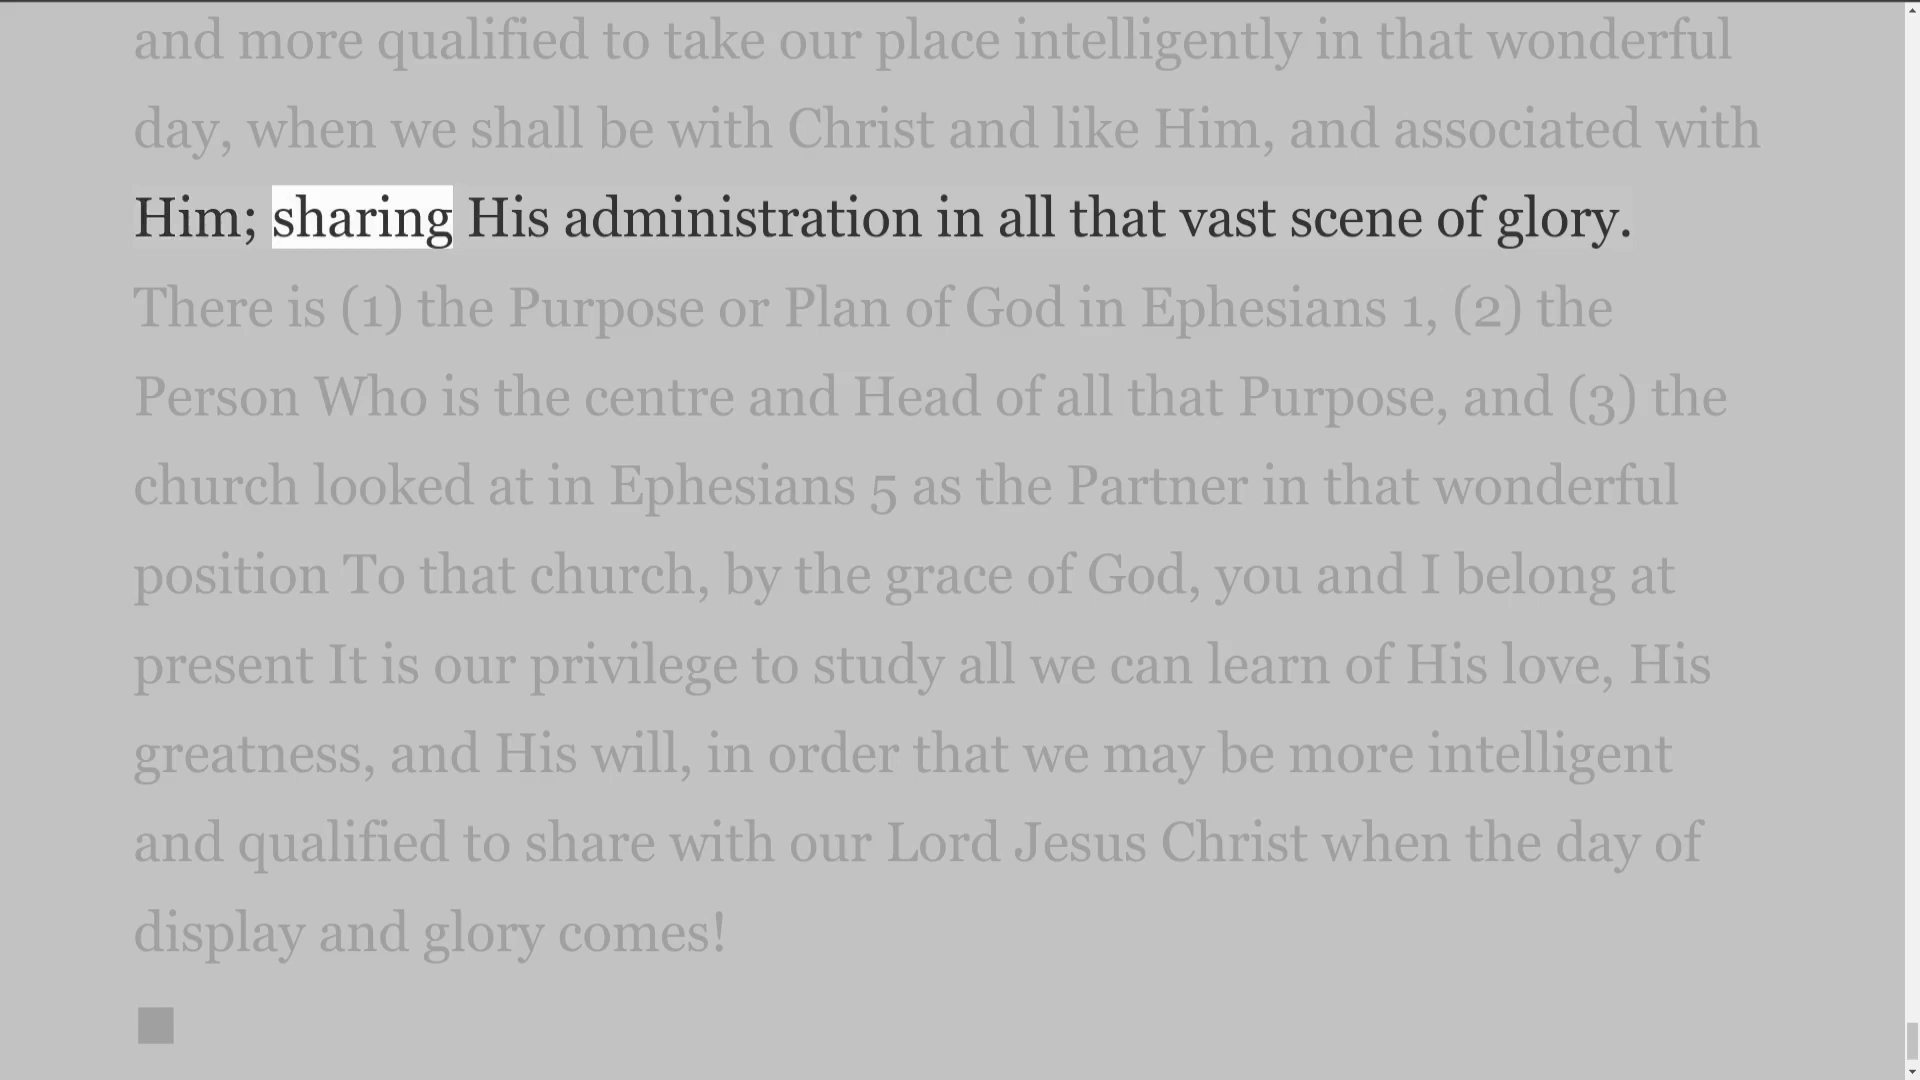 and more qualified to take our place intelligently in that wonderful
day, when we shall be with Christ and like Him, and associated with
Him; sharing His administration in all that vast scene of glory.
There is (1) the Purpose or Plan of God in Ephesians 1, (2) the
Person Who is the centre and Head of all that Purpose, and (3) the
church looked at in Ephesians 5 as the Partner in that wonderful
position To that church, by the grace of God, you and I belong at
present It is our privilege to study all we can learn of His love, His
greatness, and His will, in order that we may be more intelligent
and qualified to share with our Lord Jesus Christ when the day of
display and glory comes!
■